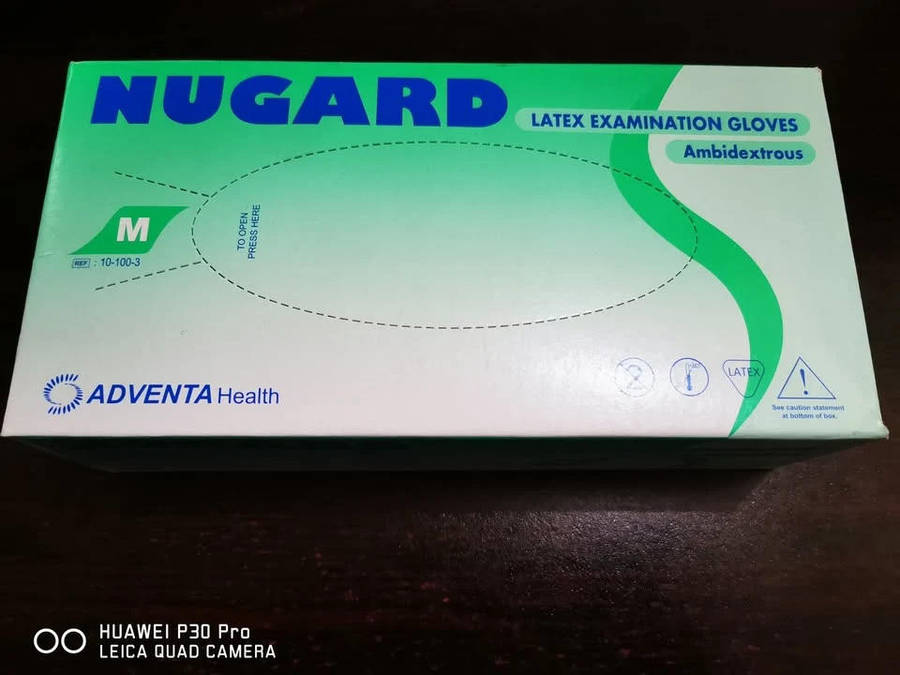 NUGARD
LATEX EXAMINATION GLOVES
Ambidextrous
M
REF : 10-100-3
TO OPEN
PRESS HERE
ADVENTA Health
2
LATEX
See caution statement
at bottom of box.
HUAWEI P30 Pro
LEICA QUAD CAMERA